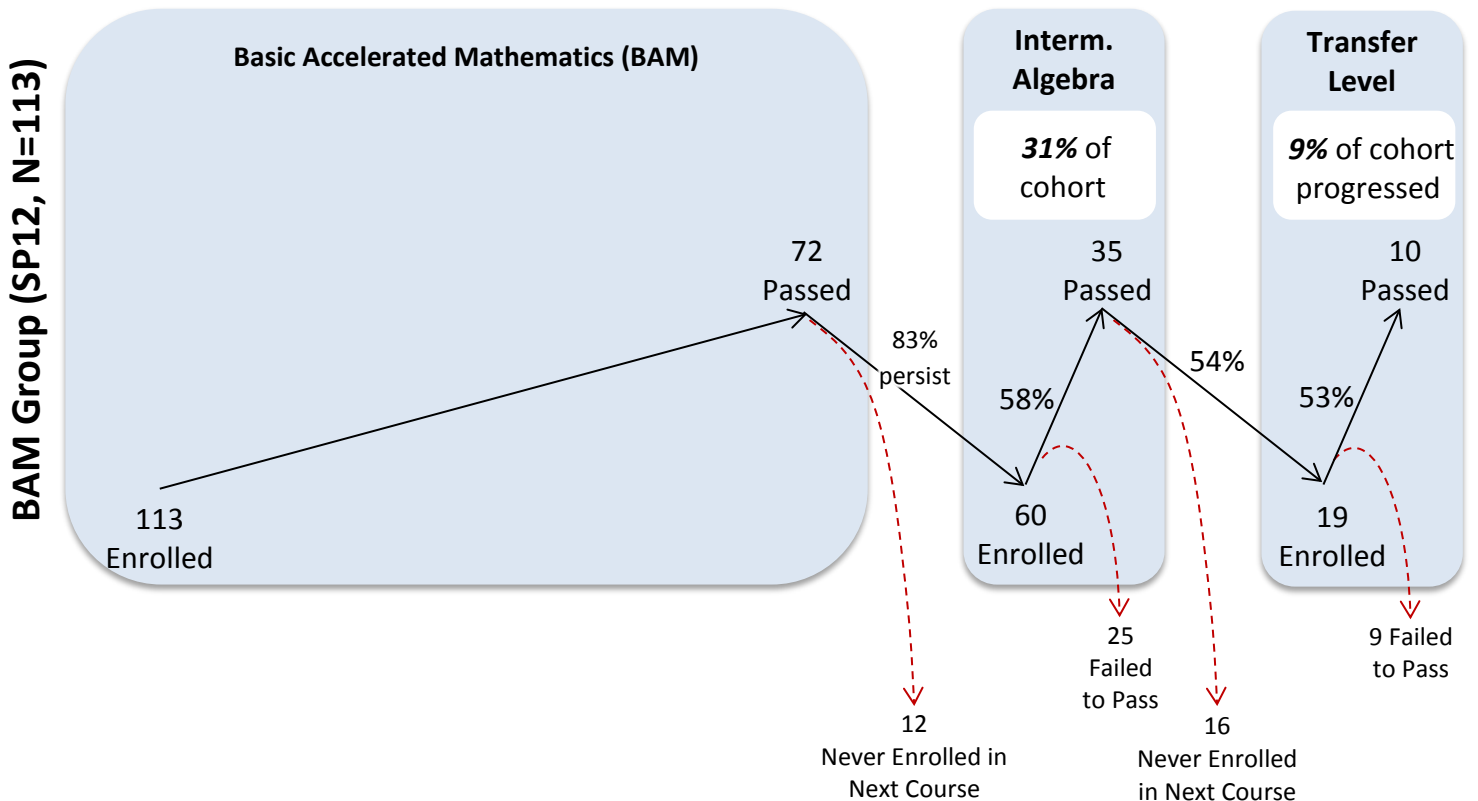 BAM Group (SP12, N=113)
Basic Accelerated Mathematics (BAM)
Interm.
Algebra
Transfer
Level
31% of
cohort
9% of cohort
progressed
72
Passed
35
Passed
10
Passed
83%
persist
54%
58%
53%
113
Enrolled
60
Enrolled
19
Enrolled
25
Failed
to Pass
9 Failed
to Pass
12
Never Enrolled in
Next Course
16
Never Enrolled
in Next Course